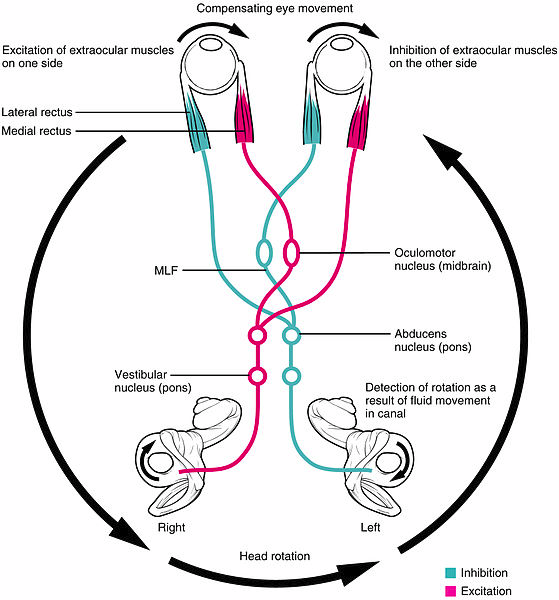 Compensating eye movement
Excitation of extraocular muscles
on one side
Inhibition of extraocular muscles
on the other side
Lateral rectus
Medial rectus
MLF
Oculomotor
nucleus (midbrain)
Abducens
nucleus (pons)
Vestibular
nucleus (pons)
Detection of rotation as a
result of fluid movement
in canal
Right
Left
Head rotation
Inhibition
Excitation